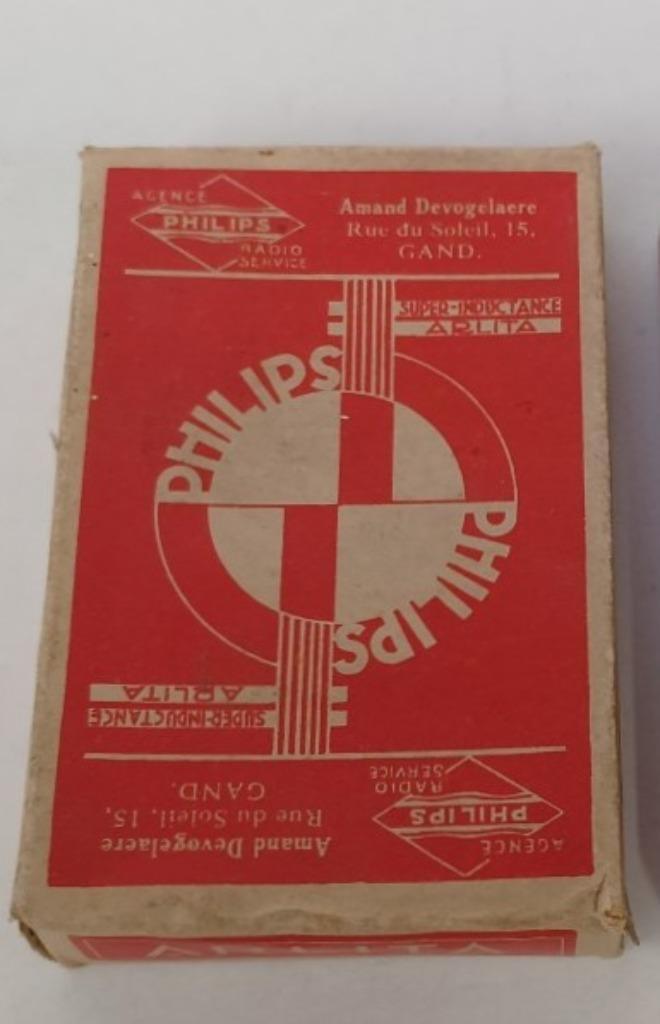 AGENCE
PHILIPS
RADIO
SERVICE
Amand Devogelaere
Rue du Soleil, 15,
GAND.
SUPER-INDUCTANCE
ARLITA
PHILIPS
PHILIPS
SUPER-INDUCTANCE
ARLITA
AGENCE
PHILIPS
RADIO
SERVICE
Amand Devogelaere
Rue du Soleil, 15,
GAND.
ARLITA